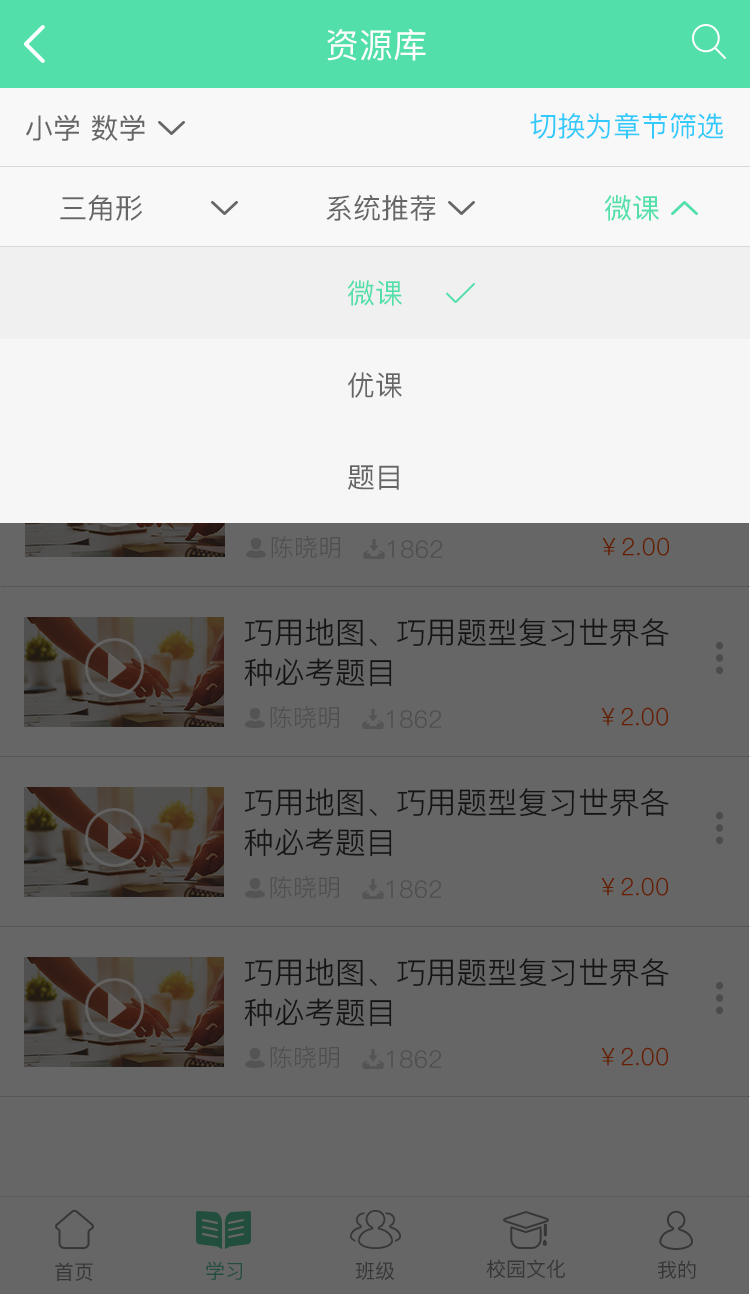 资源库
小学 数学 切换为章节筛选
三角形 系统推荐 微课
微课
优课
题目
陈晓明 1862 ¥2.00
巧用地图、巧用题型复习世界各
种必考题目
陈晓明 1862 ¥2.00
巧用地图、巧用题型复习世界各
种必考题目
陈晓明 1862 ¥2.00
巧用地图、巧用题型复习世界各
种必考题目
陈晓明 1862 ¥2.00
首页 学习 班级 校园文化 我的